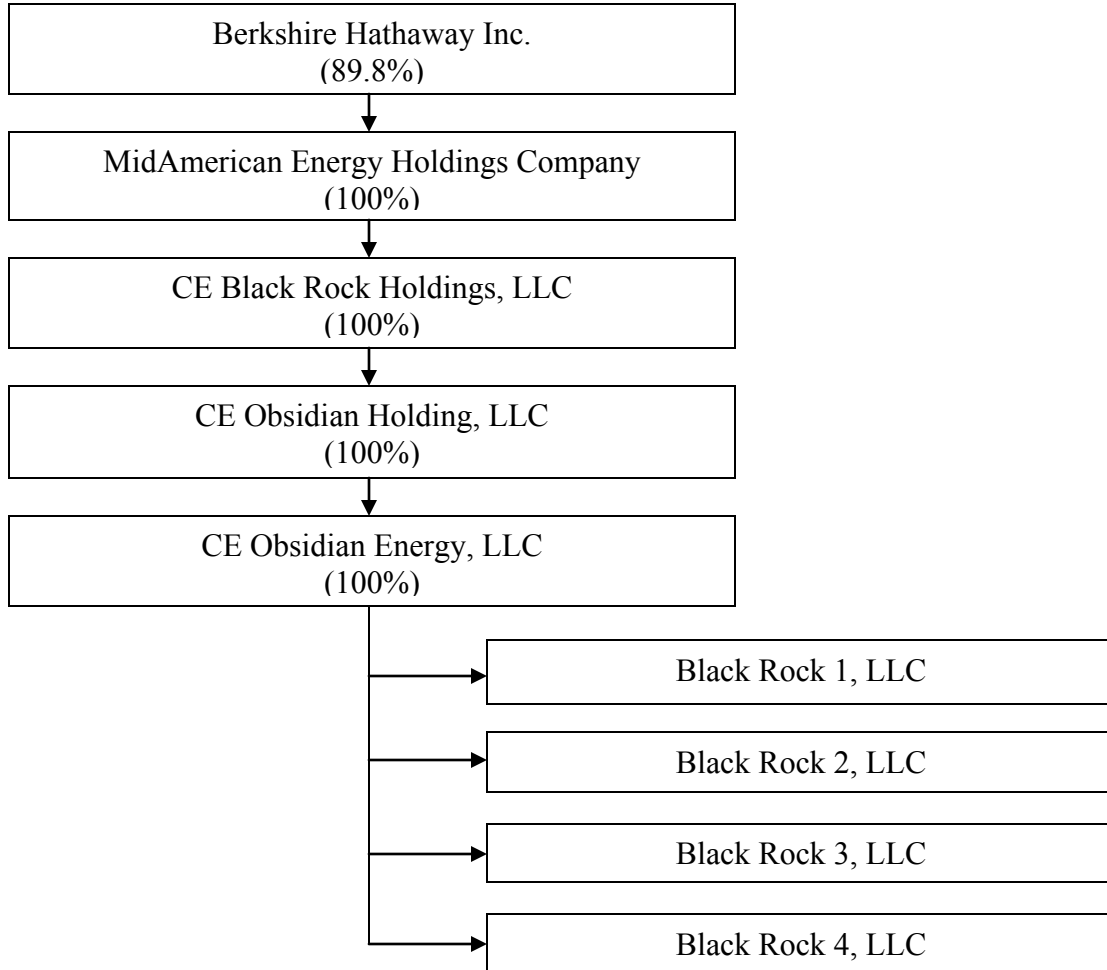 Berkshire Hathaway Inc.
(89.8%)
MidAmerican Energy Holdings Company
(100%)
CE Black Rock Holdings, LLC
(100%)
CE Obsidian Holding, LLC
(100%)
CE Obsidian Energy, LLC
(100%)
Black Rock 1, LLC
Black Rock 2, LLC
Black Rock 3, LLC
Black Rock 4, LLC